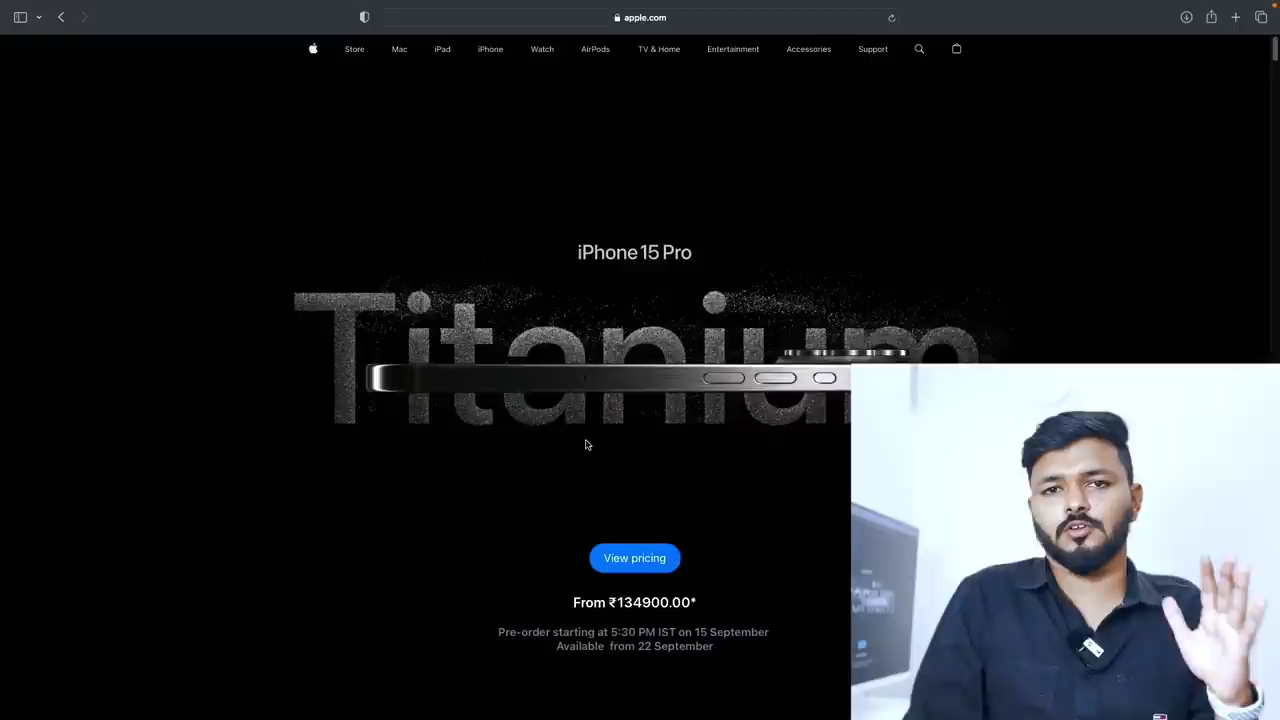 apple.com
Store Mac iPad iPhone Watch AirPods TV & Home Entertainment Accessories Support
iPhone 15 Pro
Titanium
View pricing
From ₹134900.00*
Pre-order starting at 5:30 PM IST on 15 September
Available from 22 September